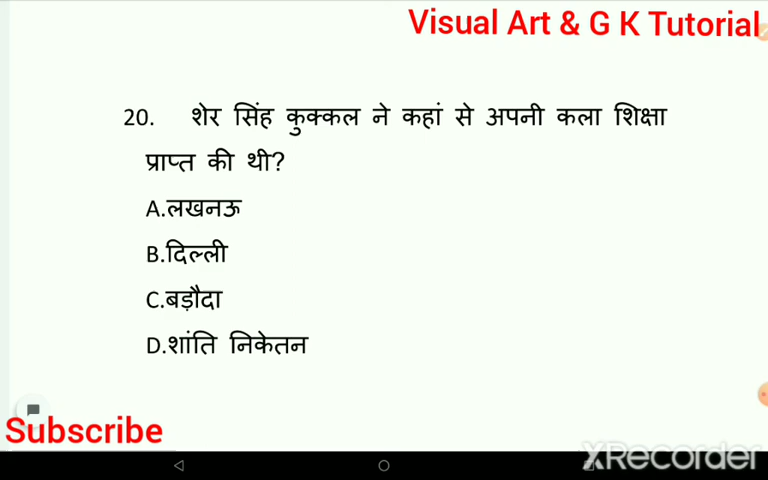 Visual Art & G K Tutorial
20. शेर सिंह कुक्कल ने कहां से अपनी कला शिक्षा
प्राप्त की थी?
A.लखनऊ
B.दिल्ली
C.बड़ौदा
D.शांति निकेतन
Subscribe
XRecorder